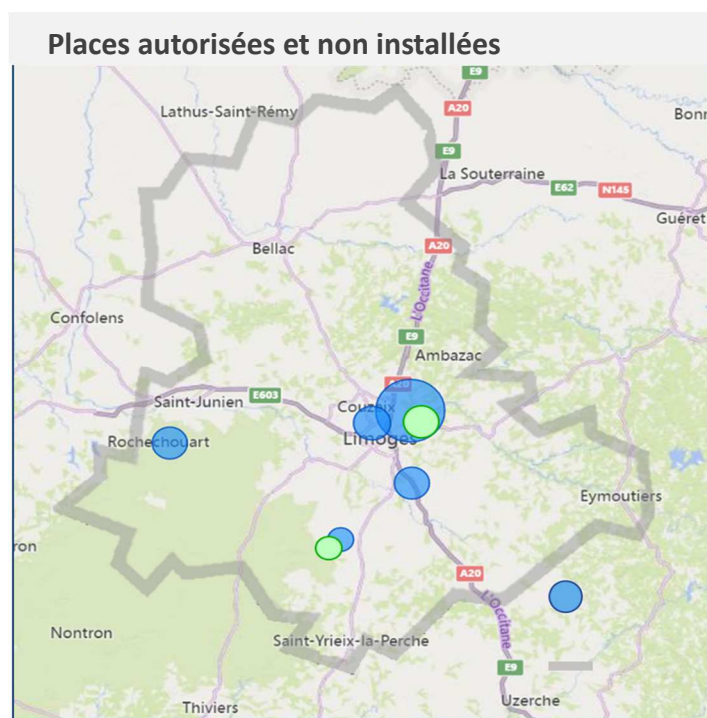 Places autorisées et non installées
E9
Lathus-Saint-Rémy
A20
Bonr
E9
La Souterraine
E62
N145
Guéret
Bellac
A20
L'Occitane
Confolens
E9
Ambazac
A20
Saint-Junien
E603
Couzeix
Rochechouart
Limoges
Eymoutiers
ron
A20
L'Occitane
Nontron
Saint-Yrieix-la-Perche
E9
Uzerche
Thiviers